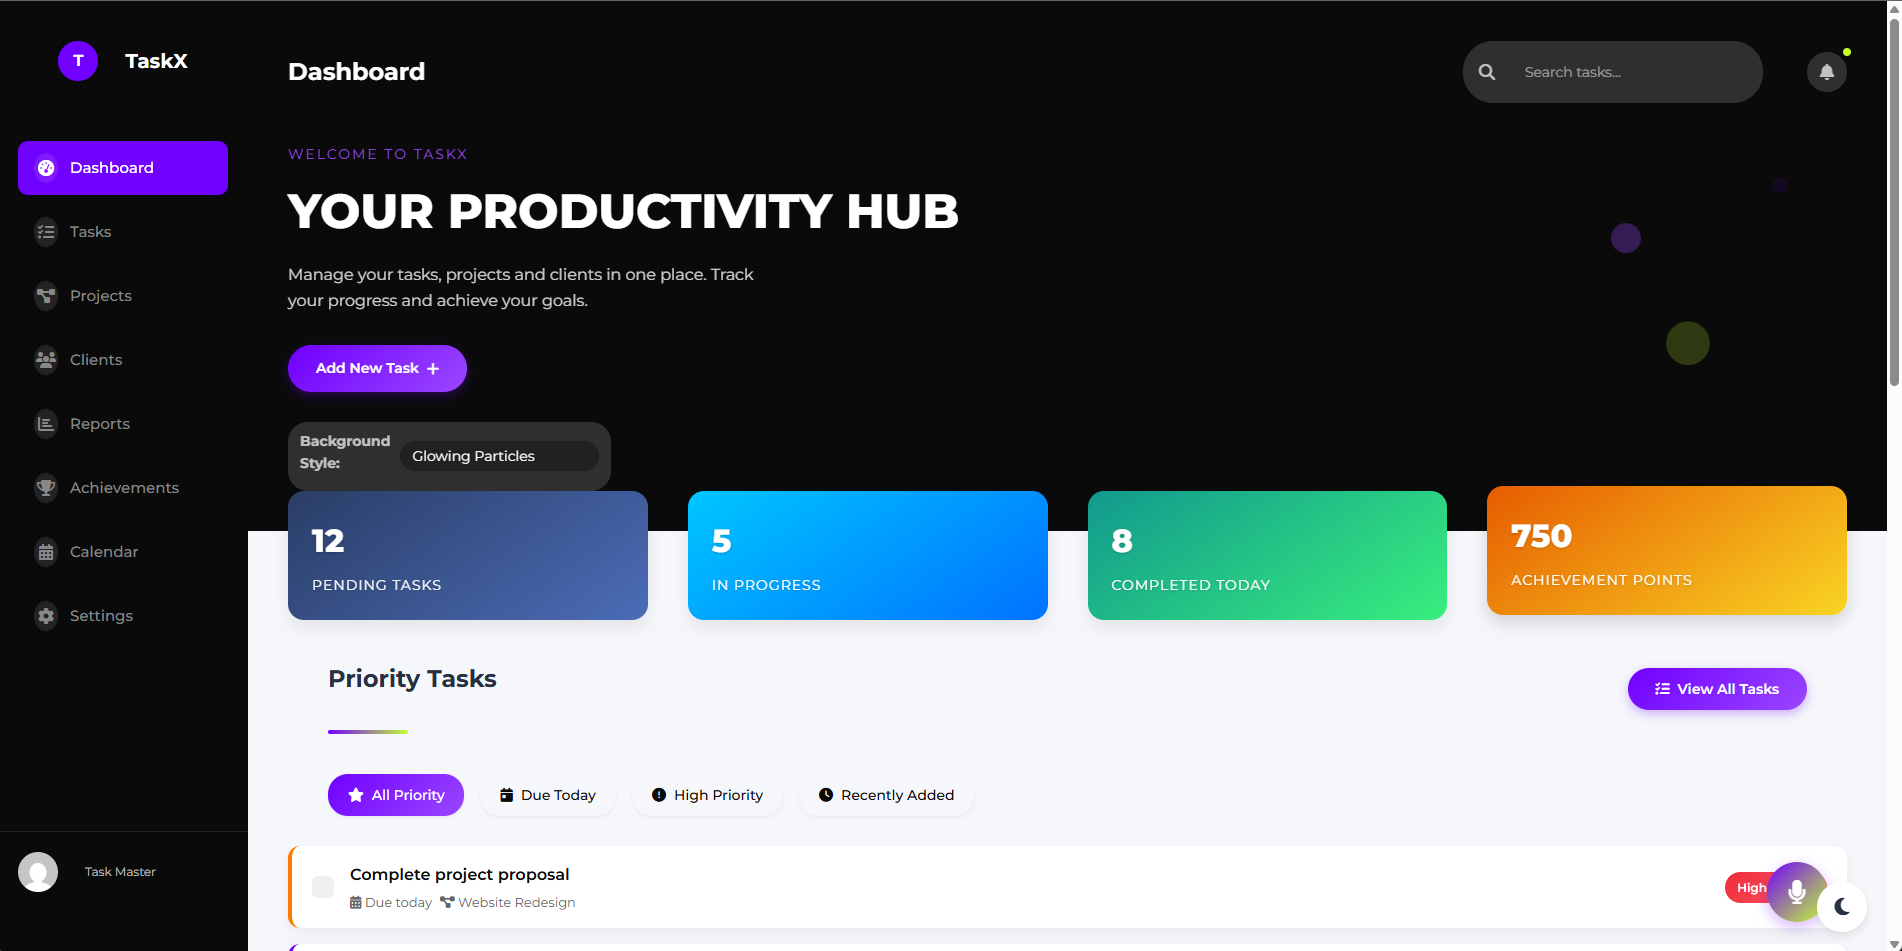 T
TaskX
Dashboard
Tasks
Projects
Clients
Reports
Achievements
Calendar
Settings
Task Master
Dashboard
Search tasks...
WELCOME TO TASKX
YOUR PRODUCTIVITY HUB
Manage your tasks, projects and clients in one place. Track
your progress and achieve your goals.
Add New Task +
Background
Style:
Glowing Particles
12
PENDING TASKS
5
IN PROGRESS
8
COMPLETED TODAY
750
ACHIEVEMENT POINTS
Priority Tasks
View All Tasks
All Priority
Due Today
High Priority
Recently Added
Complete project proposal
Due today Website Redesign
High